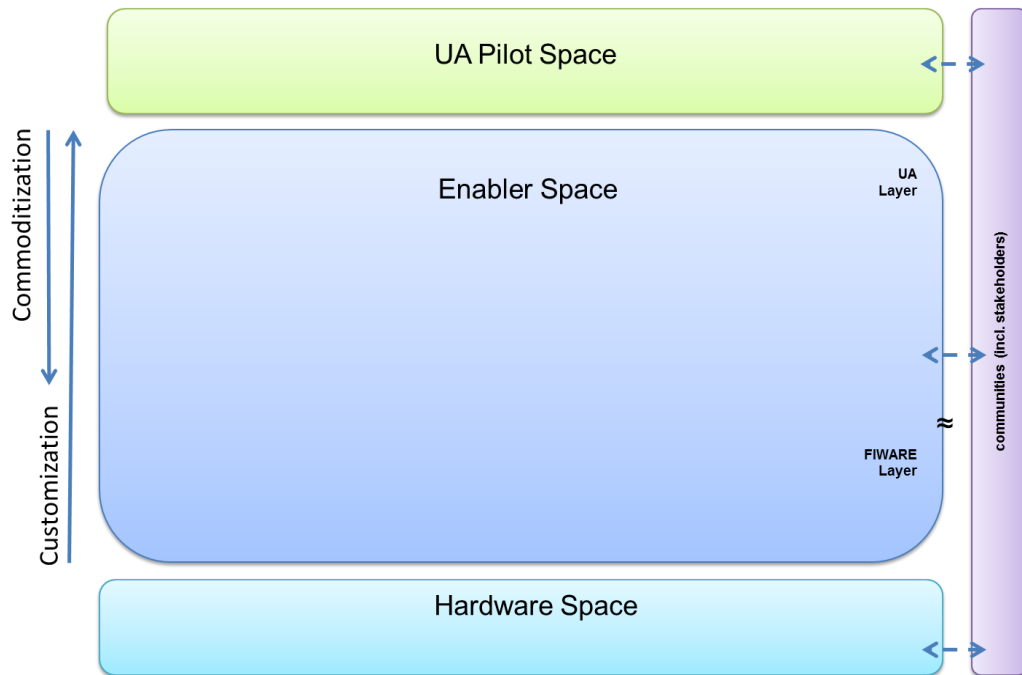 UA Pilot Space
Commoditization
Customization
Enabler Space
UA
Layer
≈
FIWARE
Layer
Hardware Space
communities (incl. stakeholders)